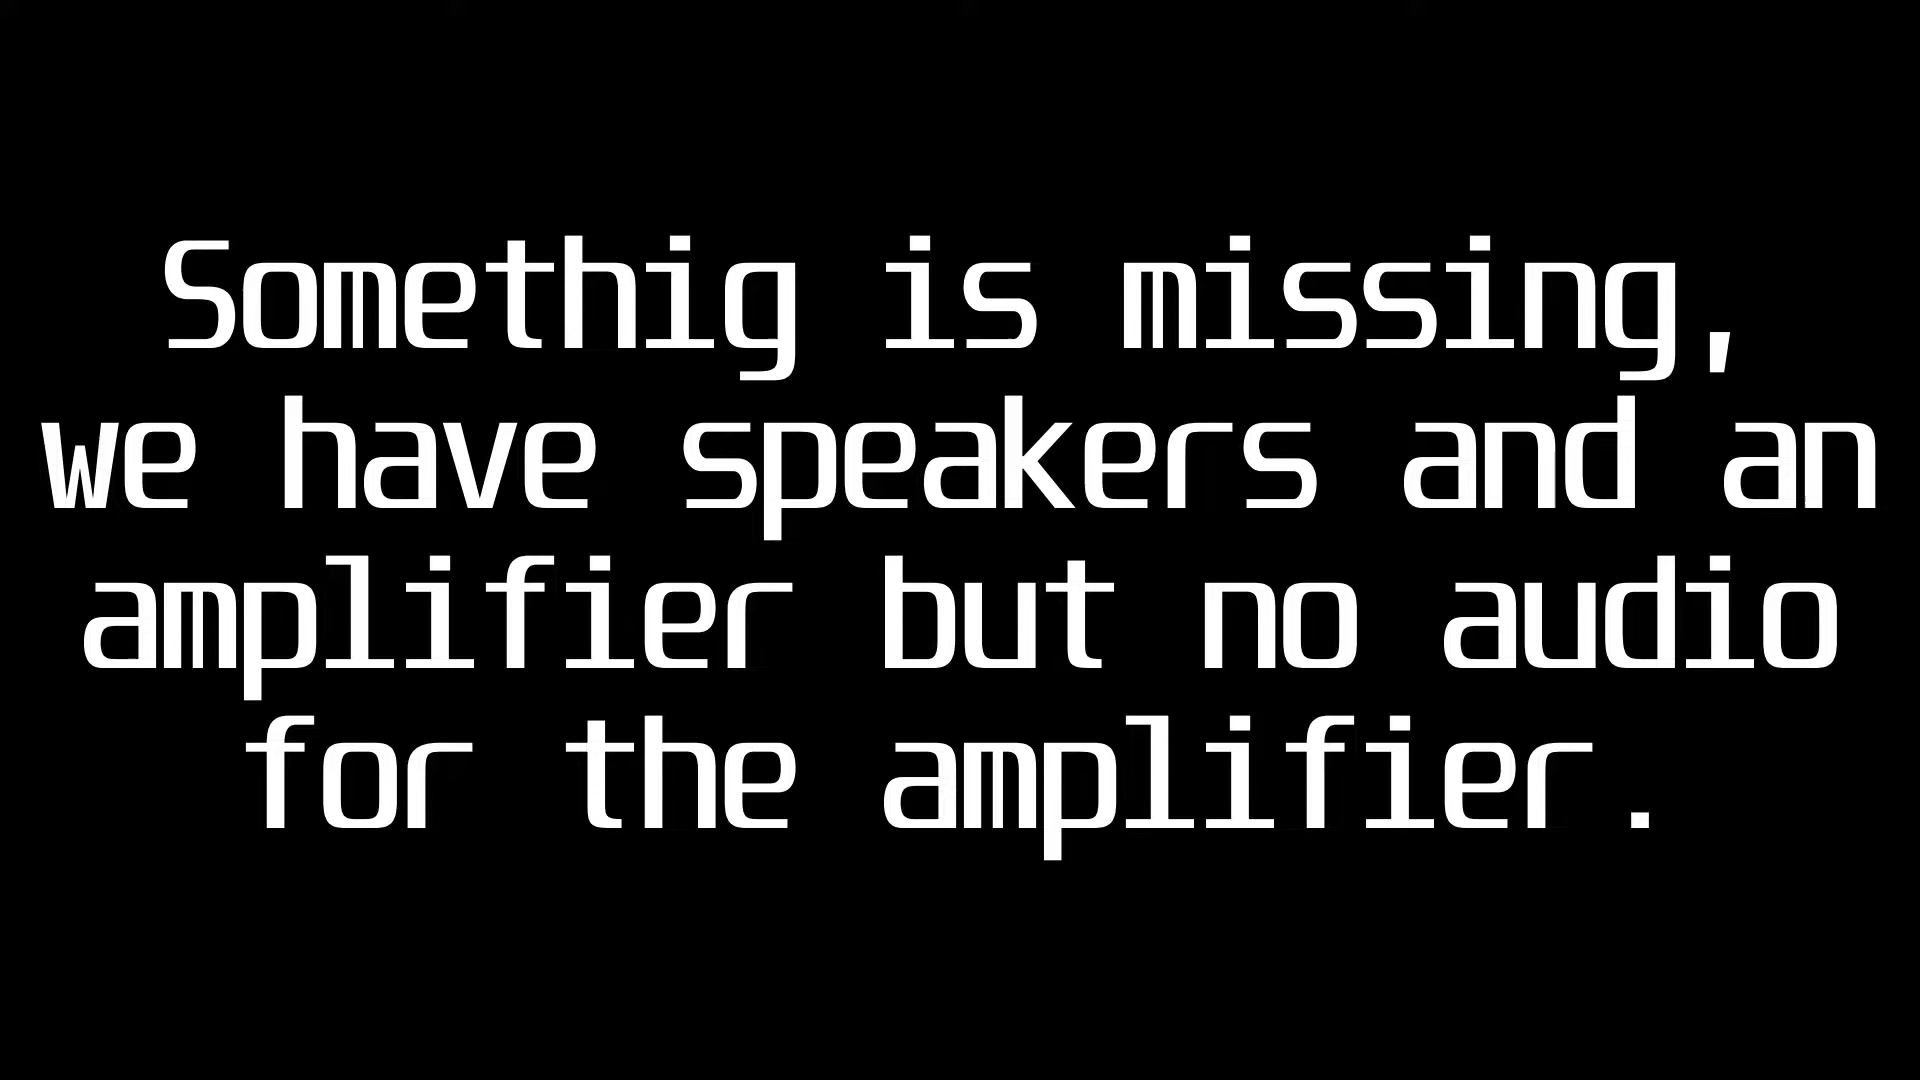 Somethig is missing,
we have speakers and an
amplifier but no audio
for the amplifier.